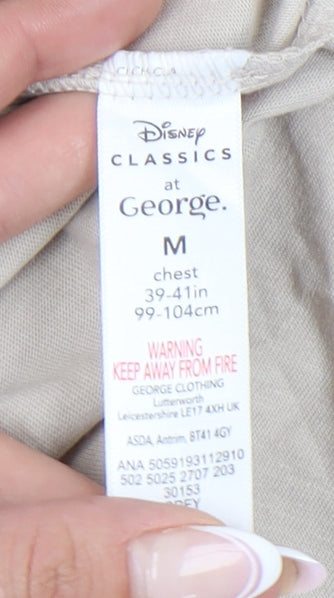 Disney
CLASSICS
at
George.
M
chest
39-41in
99-104cm
WARNING
KEEP AWAY FROM FIRE
GEORGE CLOTHING
Lutterworth
Leicestershire LE17 4XH UK
ASDA, Antrim, BT41 4GY
ANA 5059193112910
502 5025 2707 203
30153